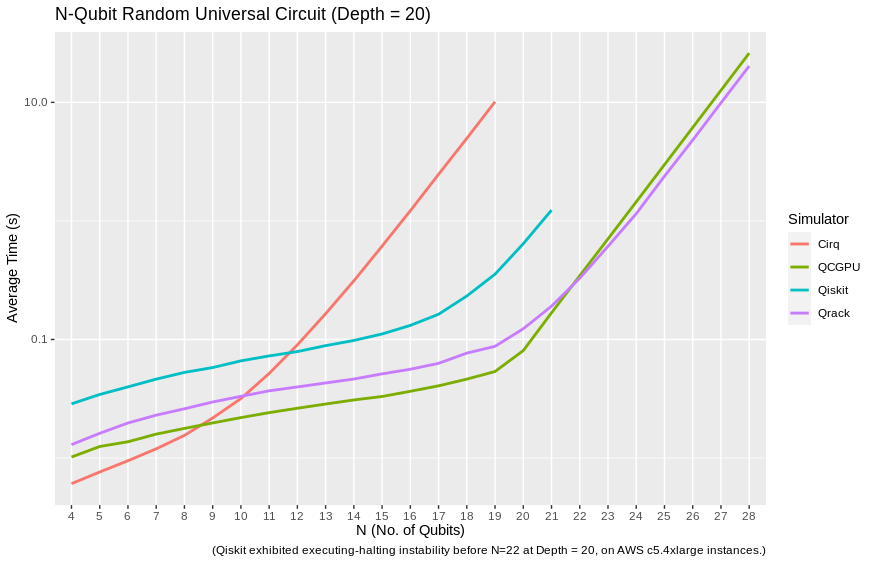 N-Qubit Random Universal Circuit (Depth = 20)
Average Time (s)
10.0
0.1
4 5 6 7 8 9 10 11 12 13 14 15 16 17 18 19 20 21 22 23 24 25 26 27 28
N (No. of Qubits)
(Qiskit exhibited executing-halting instability before N=22 at Depth = 20, on AWS c5.4xlarge instances.)
Simulator
Cirq
QCGPU
Qiskit
Qrack